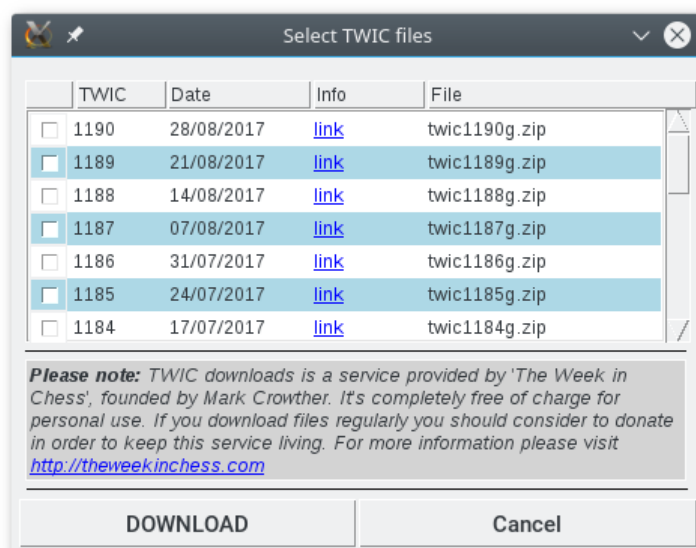 Select TWIC files
TWIC Date Info File
1190 28/08/2017 link twic1190g.zip
1189 21/08/2017 link twic1189g.zip
1188 14/08/2017 link twic1188g.zip
1187 07/08/2017 link twic1187g.zip
1186 31/07/2017 link twic1186g.zip
1185 24/07/2017 link twic1185g.zip
1184 17/07/2017 link twic1184g.zip
Please note: TWIC downloads is a service provided by 'The Week in
Chess', founded by Mark Crowther. It's completely free of charge for
personal use. If you download files regularly you should consider to donate
in order to keep this service living. For more information please visit
http://theweekinchess.com
DOWNLOAD Cancel